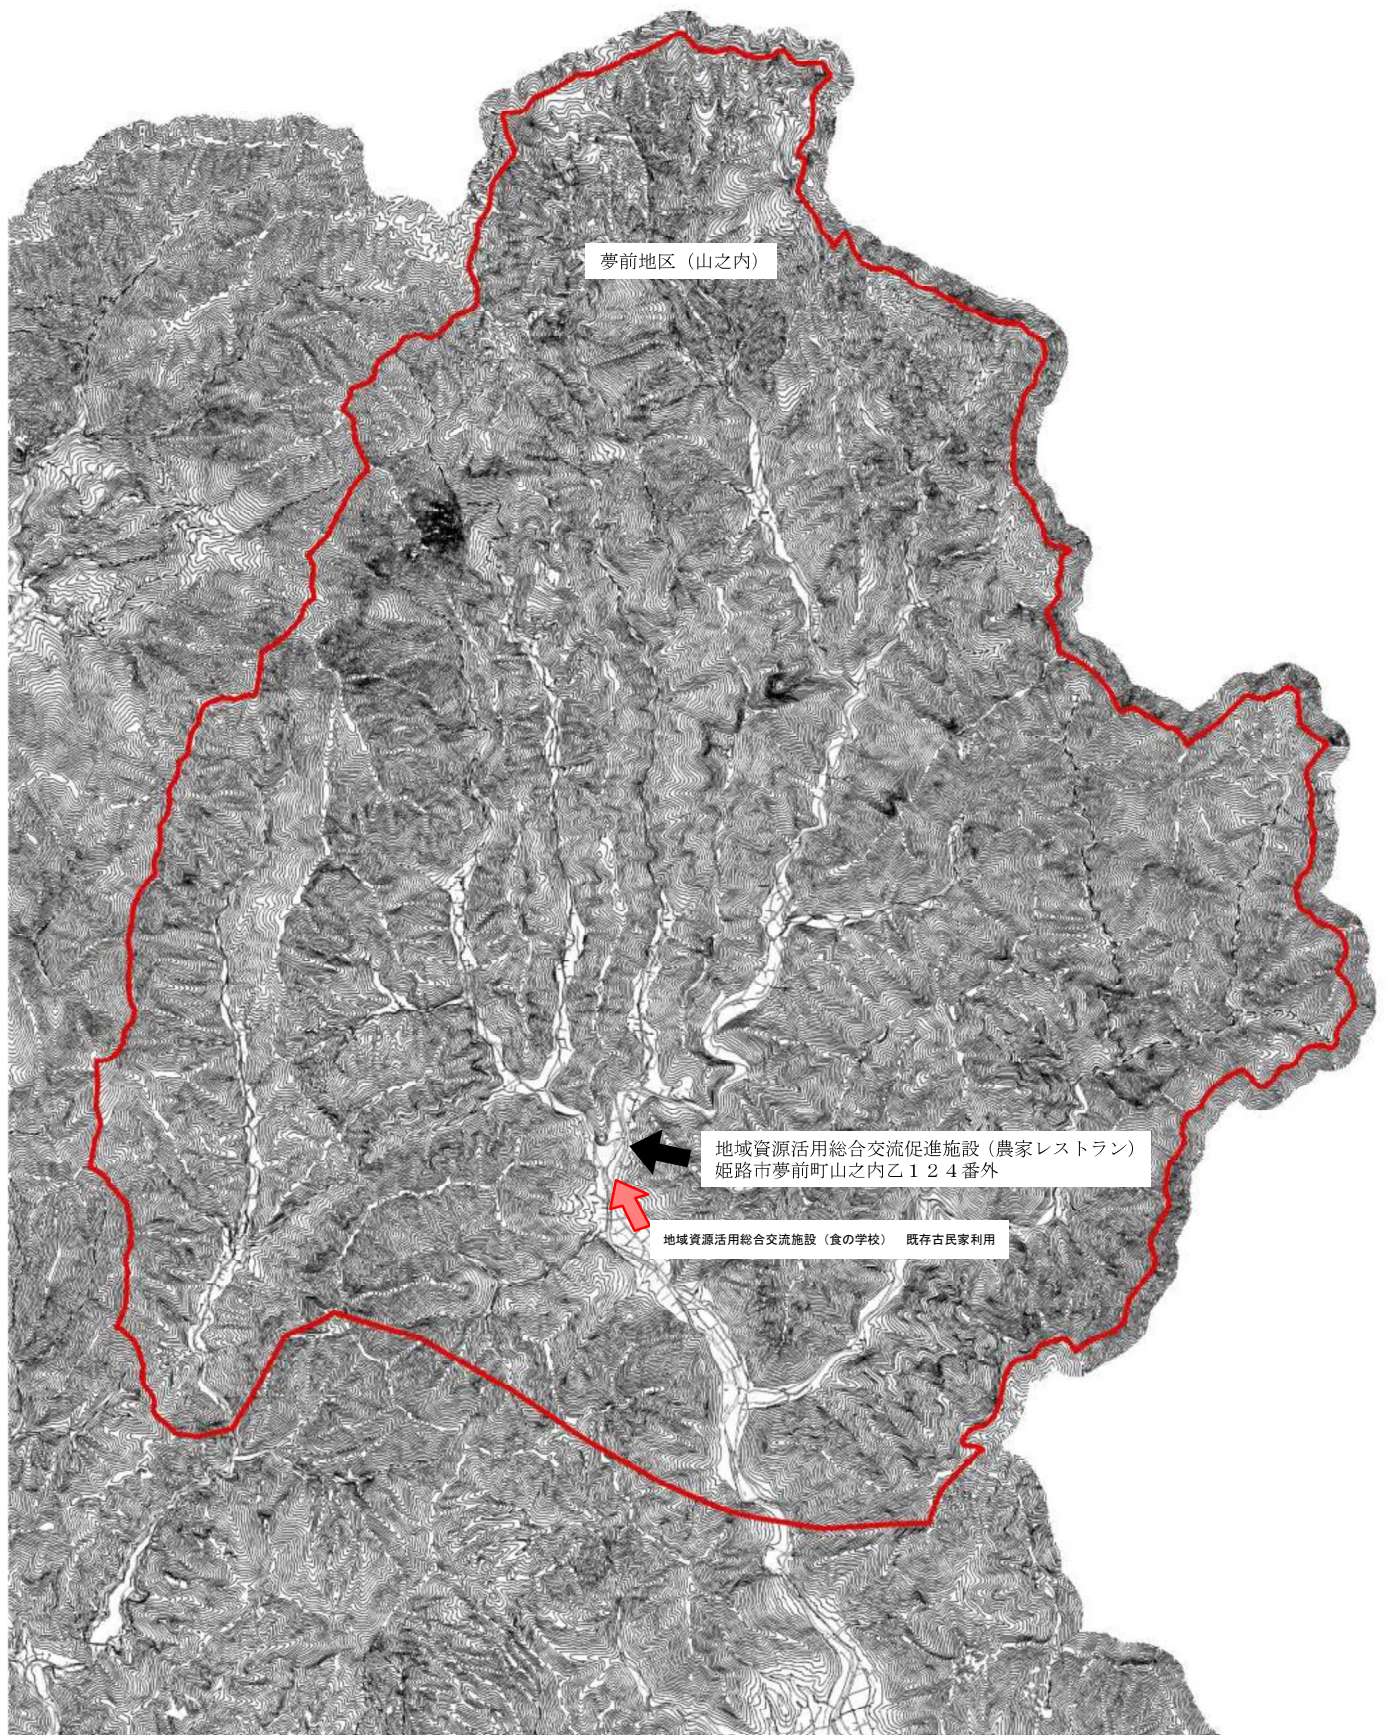 夢前地区（山之内）
地域資源活用総合交流促進施設（農家レストラン）
姫路市夢前町山之内乙１２４番外
地域資源活用総合交流施設（食の学校）　既存古民家利用